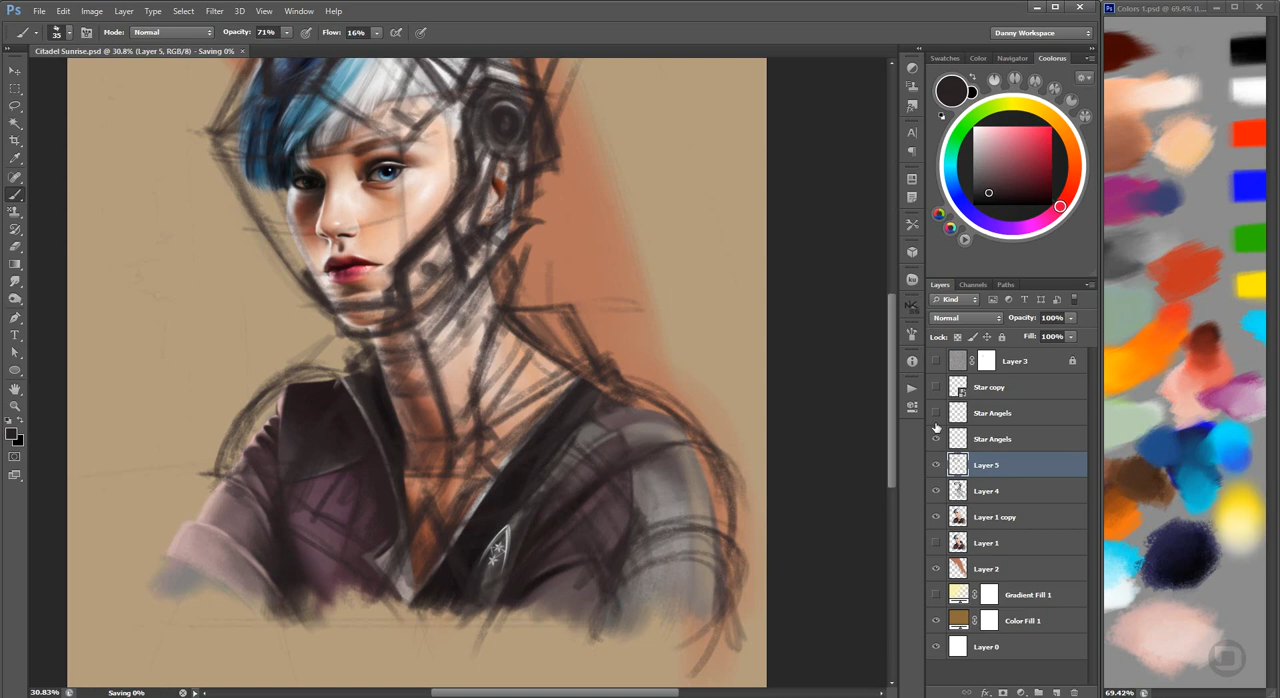 Ps File Edit Image Layer Type Select Filter 3D View Window Help
Ps Colors 1.psd @ 69.4% (L...
35 Mode: Normal Opacity: 71% Flow: 16% Danny Workspace
Citadel Sunrise.psd @ 30.8% (Layer 5, RGB/8) - Saving 0% ×
Swatches Color Navigator Coolorus
Layers Channels Paths
Kind
Normal Opacity: 100%
Lock: Fill: 100%
Layer 3
Star copy
Star Angels
Star Angels
Layer 5
Layer 4
Layer 1 copy
Layer 1
Layer 2
Gradient Fill 1
Color Fill 1
Layer 0
30.83% Saving 0%
fx
69.42%